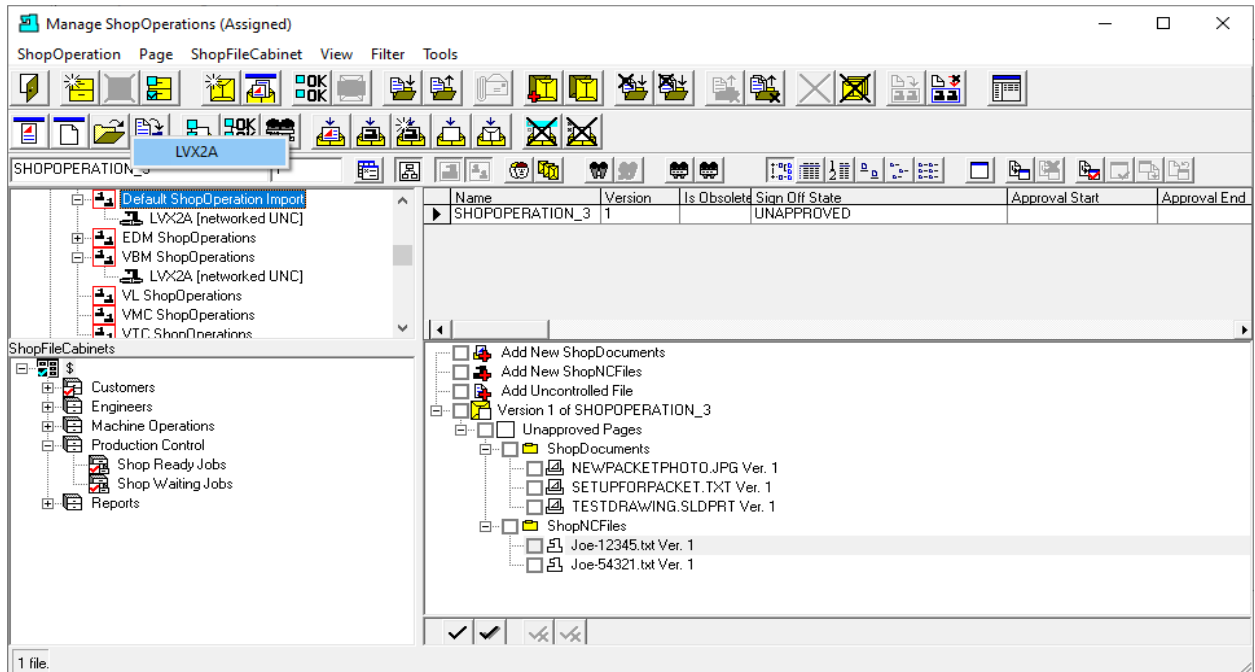 Manage ShopOperations (Assigned)
ShopOperation Page ShopFileCabinet View Filter Tools
OK
OK
LVX2A
1
Default ShopOperation Import
LVX2A [networked UNC]
EDM ShopOperations
VBM ShopOperations
LVX2A [networked UNC]
VL ShopOperations
VMC ShopOperations
VTC ShopOperations
Name Version Is Obsolete Sign Off State Approval Start Approval End
SHOPOPERATION_3 1 UNAPPROVED
ShopFileCabinets
$
Customers
Engineers
Machine Operations
Production Control
Shop Ready Jobs
Shop Waiting Jobs
Reports
Add New ShopDocuments
Add New ShopNCFiles
Add Uncontrolled File
Version 1 of SHOPOPERATION_3
Unapproved Pages
ShopDocuments
NEWPACKETPHOTO.JPG Ver. 1
SETUPFORPACKET.TXT Ver. 1
TESTDRAWING.SLDPRT Ver. 1
ShopNCFiles
Joe-12345.txt Ver. 1
Joe-54321.txt Ver. 1
1 file.